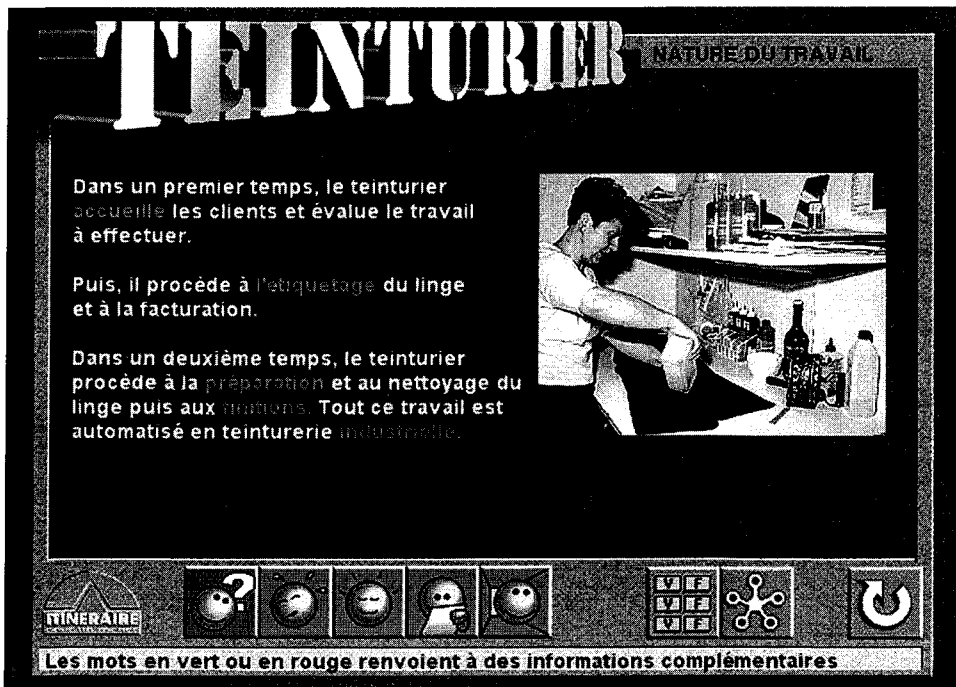 TEINTURIER
NATURE DU TRAVAIL
Dans un premier temps, le teinturier
accueille les clients et évalue le travail
à effectuer.
Puis, il procède à l'etiquetage du linge
et à la facturation.
Dans un deuxième temps, le teinturier
procède à la préparation et au nettoyage du
linge puis aux finitions. Tout ce travail est
automatisé en teinturerie industrielle.
?
V F
V F
V F
ITINERAIRE
Les mots en vert ou en rouge renvoient à des informations complémentaires